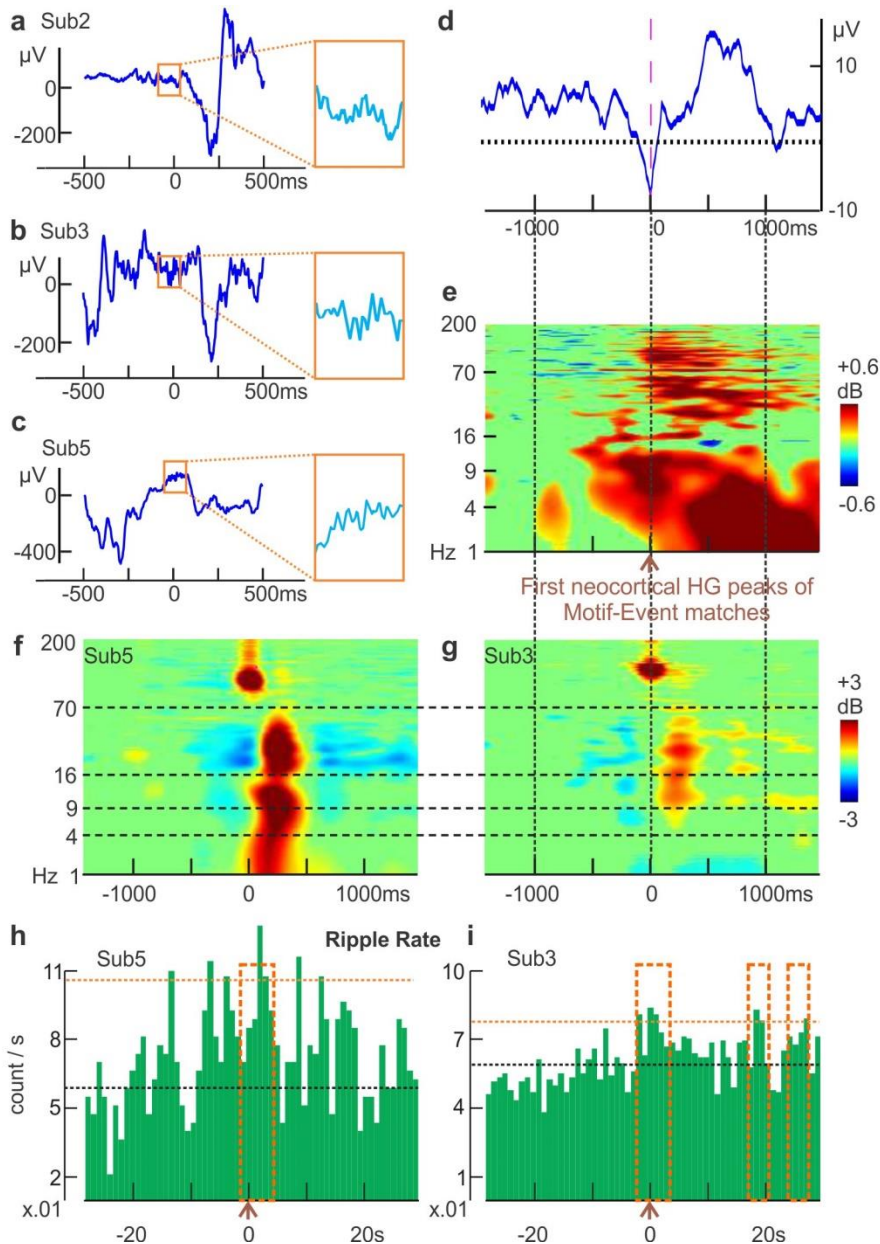 a Sub2
µV
0
-200
-500 0 500ms
b Sub3
µV
0
-200
-500 0 500
c Sub5
µV
0
-400
-500 0 500ms
d
µV
10
-10
-1000 0 1000ms
e
200
70
16
9
4
Hz 1
+0.6
dB
-0.6
First neocortical HG peaks of
Motif-Event matches
f Sub5
200
70
16
9
4
Hz 1
-1000 0 1000ms
g Sub3
+3
dB
-3
-1000 0 1000ms
Ripple Rate
h Sub5
count / s
11
8
5
2
x.01
-20 0 20s
i Sub3
10
7
4
1
x.01
-20 0 20s